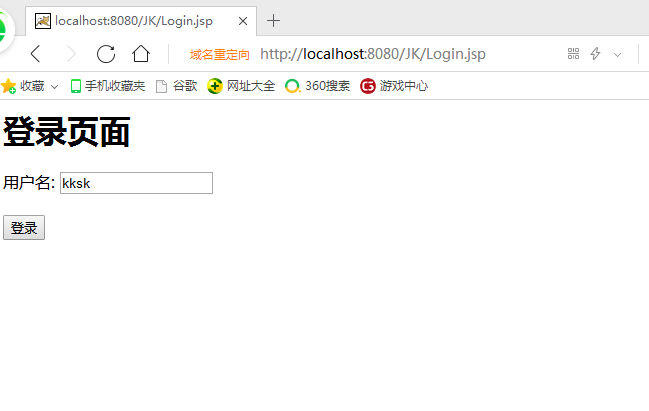 localhost:8080/JK/Login.jsp
域名重定向 http://localhost:8080/JK/Login.jsp
收藏 手机收藏夹 谷歌 网址大全 360搜索 游戏中心
登录页面
用户名: kksk
登录